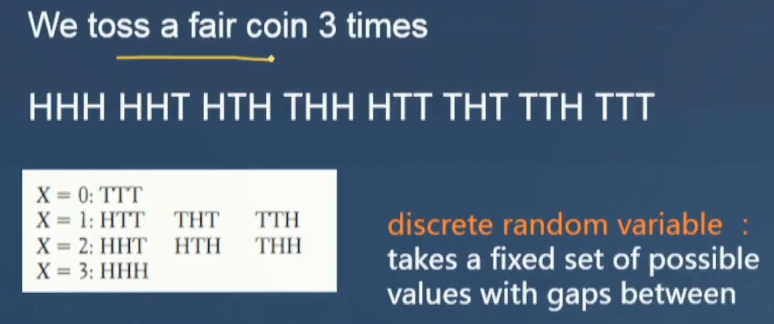 We toss a fair coin 3 times
HHH HHT HTH THH HTT THT TTH TTT
X = 0: TTT
X = 1: HTT THT TTH
X = 2: HHT HTH THH
X = 3: HHH
discrete random variable :
takes a fixed set of possible
values with gaps between